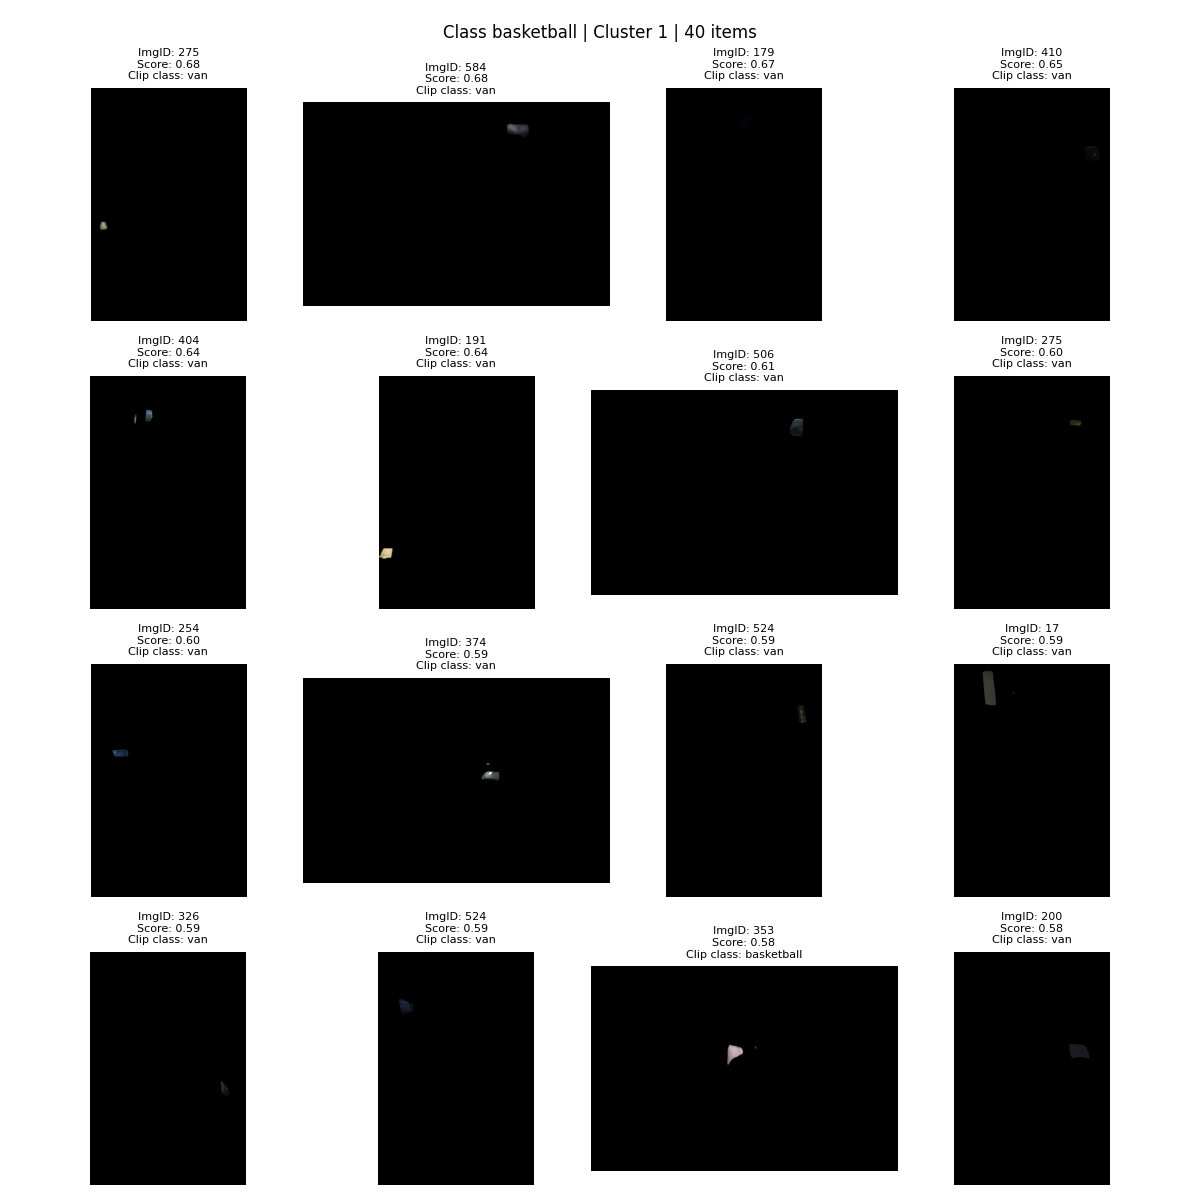 Class basketball | Cluster 1 | 40 items
ImgID: 275
Score: 0.68
Clip class: van
ImgID: 584
Score: 0.68
Clip class: van
ImgID: 179
Score: 0.67
Clip class: van
ImgID: 410
Score: 0.65
Clip class: van
ImgID: 404
Score: 0.64
Clip class: van
ImgID: 191
Score: 0.64
Clip class: van
ImgID: 506
Score: 0.61
Clip class: van
ImgID: 275
Score: 0.60
Clip class: van
ImgID: 254
Score: 0.60
Clip class: van
ImgID: 374
Score: 0.59
Clip class: van
ImgID: 524
Score: 0.59
Clip class: van
ImgID: 17
Score: 0.59
Clip class: van
ImgID: 326
Score: 0.59
Clip class: van
ImgID: 524
Score: 0.59
Clip class: van
ImgID: 353
Score: 0.58
Clip class: basketball
ImgID: 200
Score: 0.58
Clip class: van